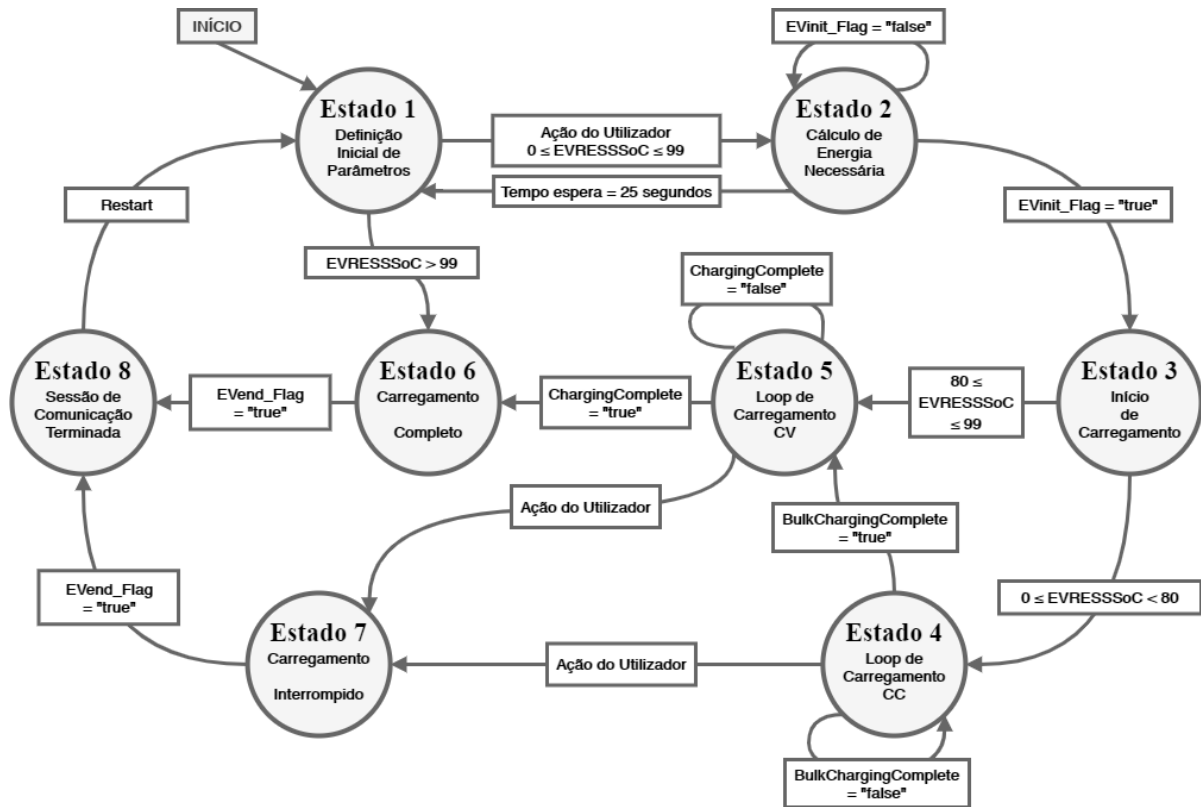 INÍCIO
EVinit_Flag = "false"
Estado 1
Definição
Inicial de
Parâmetros
Ação do Utilizador
0 ≤ EVRESSSoC ≤ 99
Estado 2
Cálculo de
Energia
Necessária
Tempo espera = 25 segundos
Restart
EVinit_Flag = "true"
EVRESSSoC > 99
ChargingComplete
= "false"
Estado 8
Sessão de
Comunicação
Terminada
EVend_Flag
= "true"
Estado 6
Carregamento
Completo
ChargingComplete
= "true"
Estado 5
Loop de
Carregamento
CV
80 ≤
EVRESSSoC
≤ 99
Estado 3
Início
de
Carregamento
Ação do Utilizador
BulkChargingComplete
= "true"
EVend_Flag
= "true"
0 ≤ EVRESSSoC < 80
Estado 7
Carregamento
Interrompido
Ação do Utilizador
Estado 4
Loop de
Carregamento
CC
BulkChargingComplete
= "false"